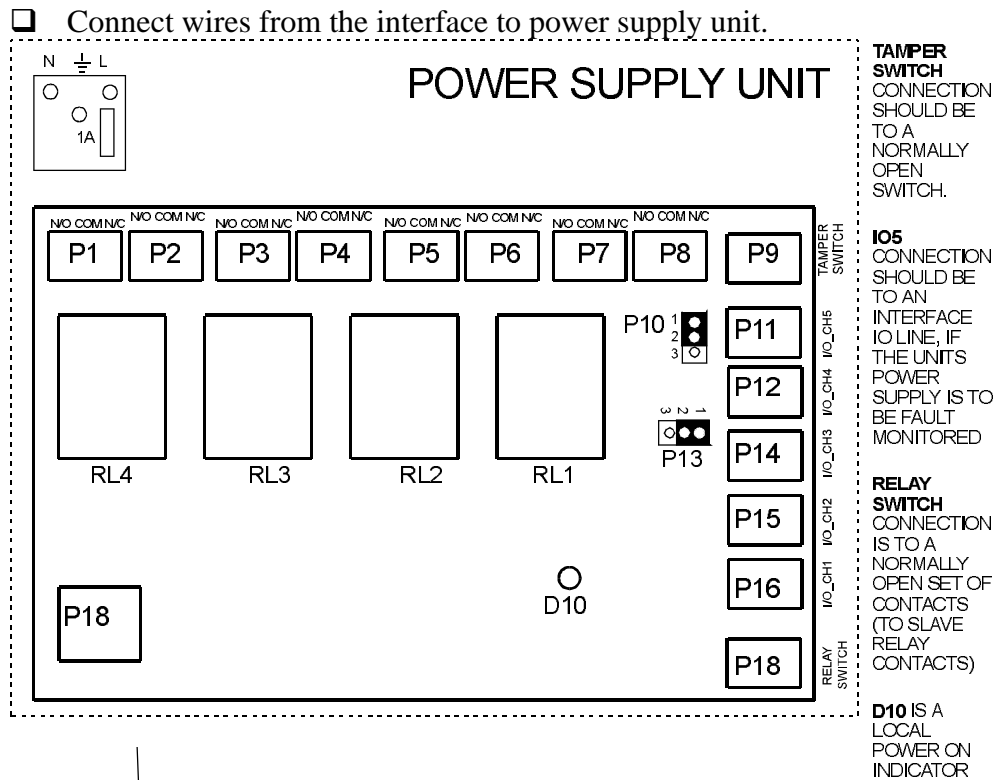 ❑ Connect wires from the interface to power supply unit.
N ⏚ L
1A
POWER SUPPLY UNIT
N/O COM N/C N/O COM N/C N/O COM N/C N/O COM N/C N/O COM N/C N/O COM N/C N/O COM N/C N/O COM N/C
P1 P2 P3 P4 P5 P6 P7 P8 P9
TAMPER
SWITCH
P10 1
2
3
P11 I/O_CH5
P12 I/O_CH4
3 2 1
P13
P14 I/O_CH3
RL4 RL3 RL2 RL1
P15 I/O_CH2
P16 I/O_CH1
D10
P18
P18
RELAY
SWITCH
TAMPER
SWITCH
CONNECTION
SHOULD BE
TO A
NORMALLY
OPEN
SWITCH.
IO5
CONNECTION
SHOULD BE
TO AN
INTERFACE
IO LINE, IF
THE UNITS
POWER
SUPPLY IS TO
BE FAULT
MONITORED
RELAY
SWITCH
CONNECTION
IS TO A
NORMALLY
OPEN SET OF
CONTACTS
(TO SLAVE
RELAY
CONTACTS)
D10 IS A
LOCAL
POWER ON
INDICATOR